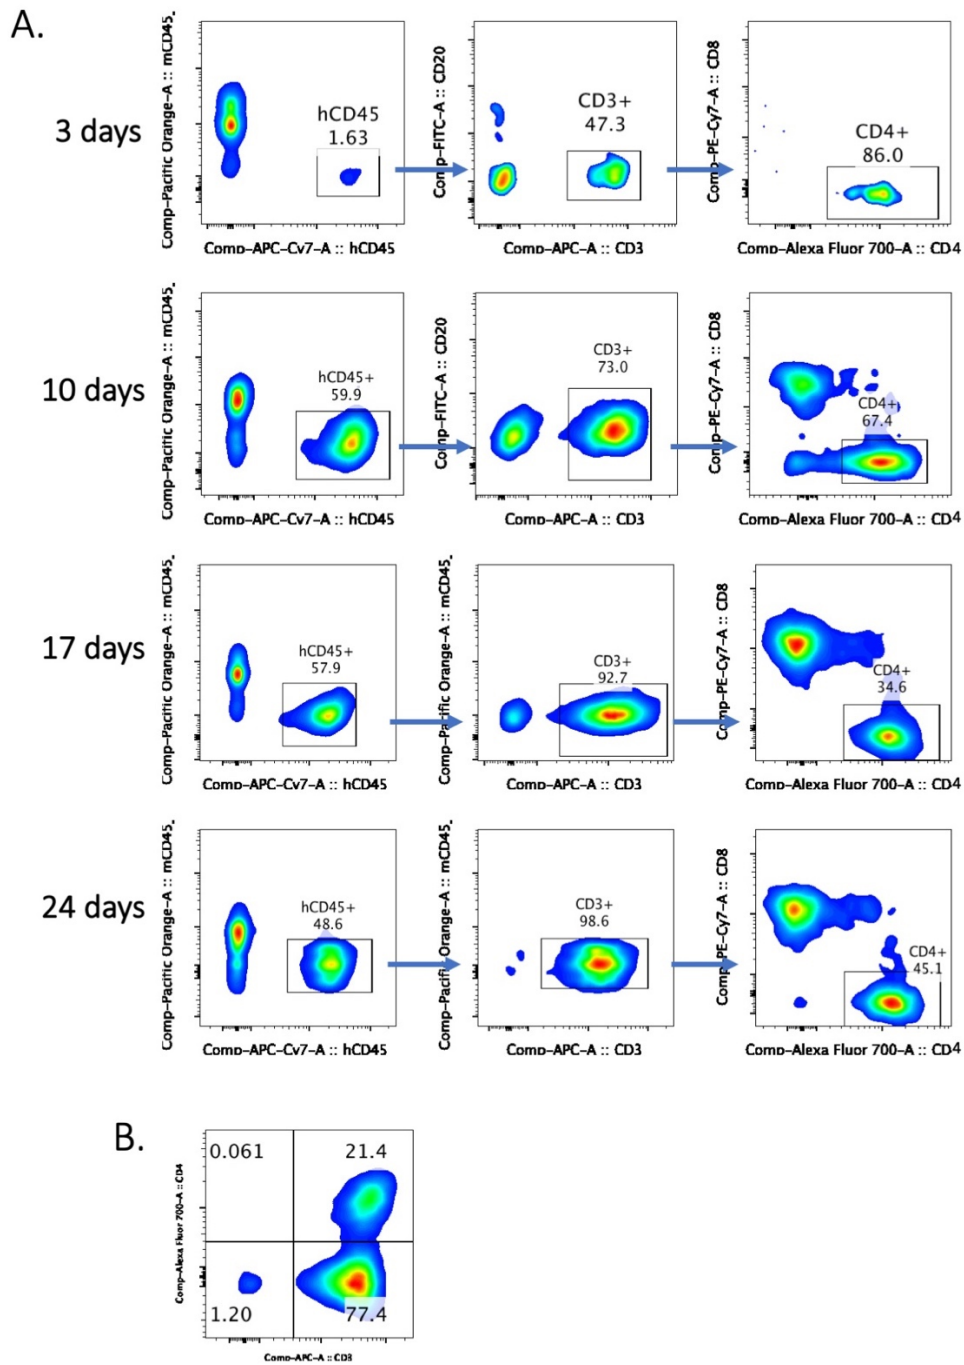 A.
3 days
Comp-Pacific Orange-A :: mCD45
hCD45
1.63
Comp-APC-Cy7-A :: hCD45
Comp-FITC-A :: CD20
CD3+
47.3
Comp-APC-A :: CD3
Comp-PE-Cy7-A :: CD8
CD4+
86.0
Comp-Alexa Fluor 700-A :: CD4
10 days
Comp-Pacific Orange-A :: mCD45
hCD45+
59.9
Comp-APC-Cy7-A :: hCD45
Comp-FITC-A :: CD20
CD3+
73.0
Comp-APC-A :: CD3
Comp-PE-Cy7-A :: CD8
CD4+
67.4
Comp-Alexa Fluor 700-A :: CD4
17 days
Comp-Pacific Orange-A :: mCD45
hCD45+
57.9
Comp-APC-Cy7-A :: hCD45
Comp-Pacific Orange-A :: mCD45
CD3+
92.7
Comp-APC-A :: CD3
Comp-PE-Cy7-A :: CD8
CD4+
34.6
Comp-Alexa Fluor 700-A :: CD4
24 days
Comp-Pacific Orange-A :: mCD45
hCD45+
48.6
Comp-APC-Cy7-A :: hCD45
Comp-Pacific Orange-A :: mCD45
CD3+
98.6
Comp-APC-A :: CD3
Comp-PE-Cy7-A :: CD8
CD4+
45.1
Comp-Alexa Fluor 700-A :: CD4
B.
Comp-Alexa Fluor 700-A :: CD4
0.061
21.4
1.20
77.4
Comp-APC-A :: CD3